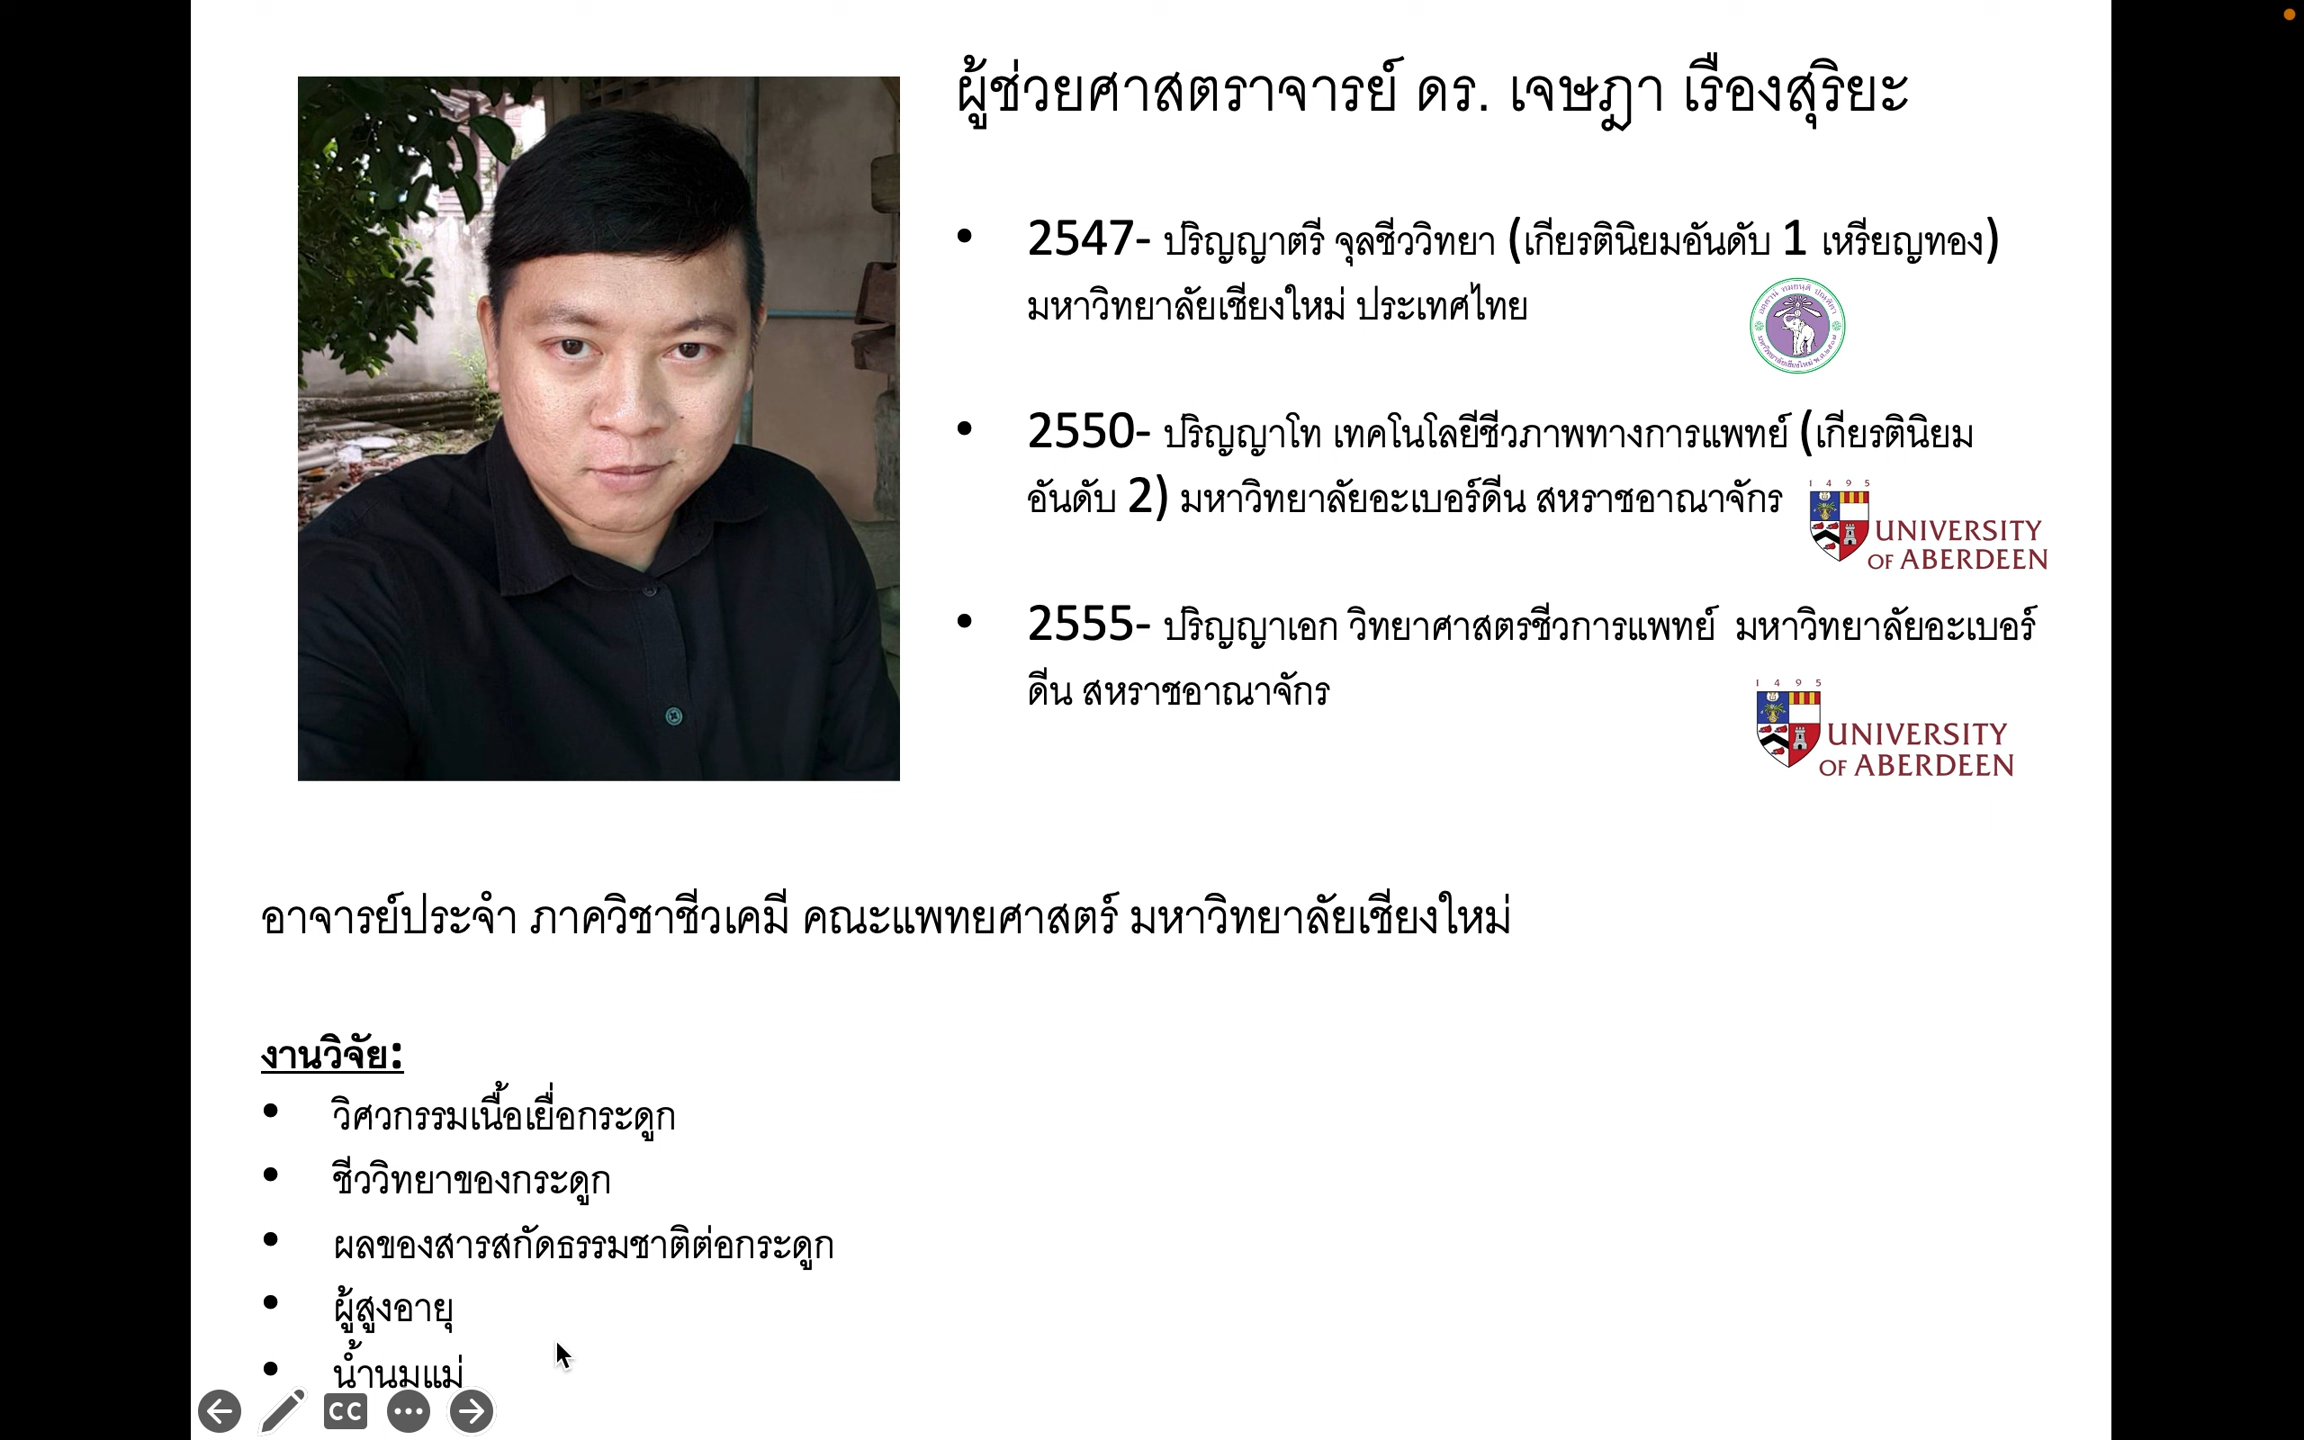 ผู้ช่วยศาสตราจารย์ ดร. เจษฎา เรืองสุริยะ
• 2547- ปริญญาตรี จุลชีววิทยา (เกียรตินิยมอันดับ 1 เหรียญทอง)
มหาวิทยาลัยเชียงใหม่ ประเทศไทย
• 2550- ปริญญาโท เทคโนโลยีชีวภาพทางการแพทย์ (เกียรตินิยม
อันดับ 2) มหาวิทยาลัยอะเบอร์ดีน สหราชอาณาจักร
1 4 9 5
UNIVERSITY
OF ABERDEEN
• 2555- ปริญญาเอก วิทยาศาสตรชีวการแพทย์ มหาวิทยาลัยอะเบอร์
ดีน สหราชอาณาจักร
1 4 9 5
UNIVERSITY
OF ABERDEEN
อาจารย์ประจำ ภาควิชาชีวเคมี คณะแพทยศาสตร์ มหาวิทยาลัยเชียงใหม่
งานวิจัย:
• วิศวกรรมเนื้อเยื่อกระดูก
• ชีววิทยาของกระดูก
• ผลของสารสกัดธรรมชาติต่อกระดูก
• ผู้สูงอายุ
• น้ำนมแม่
CC